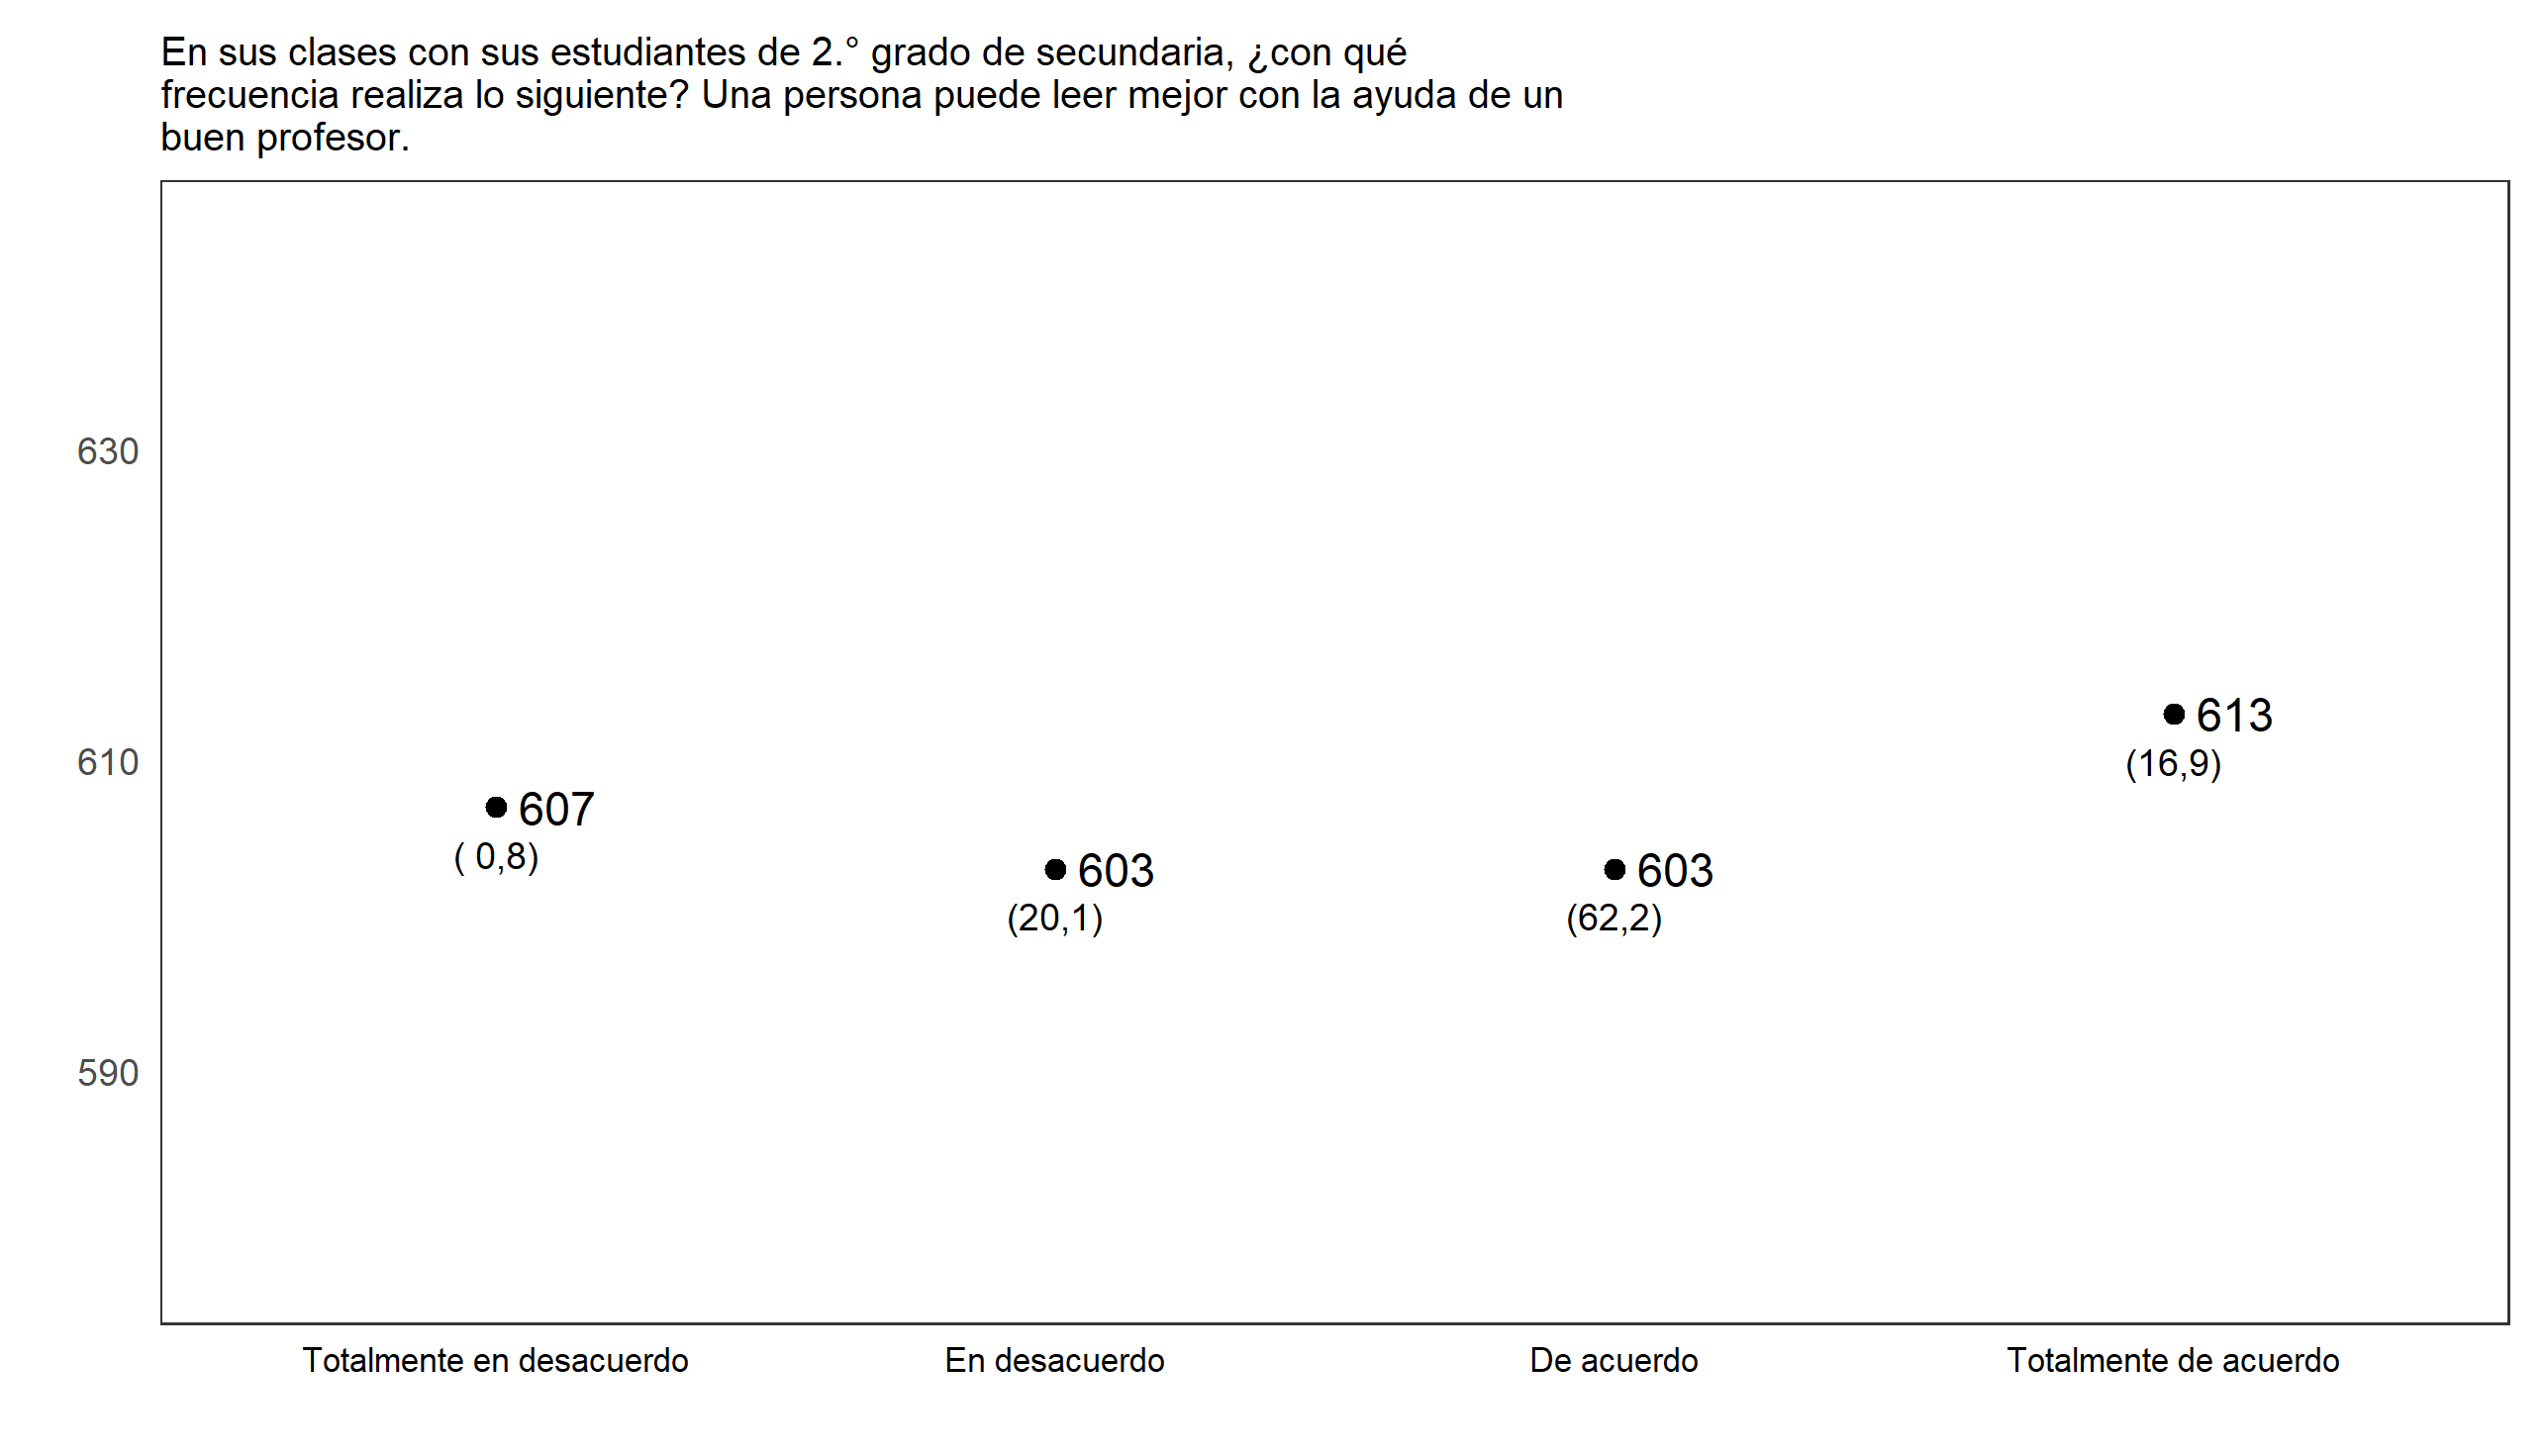 En sus clases con sus estudiantes de 2.° grado de secundaria, ¿con qué
frecuencia realiza lo siguiente? Una persona puede leer mejor con la ayuda de un
buen profesor.
630
610
590
613
(16,9)
607
( 0,8)
603
(20,1)
603
(62,2)
Totalmente en desacuerdo
En desacuerdo
De acuerdo
Totalmente de acuerdo